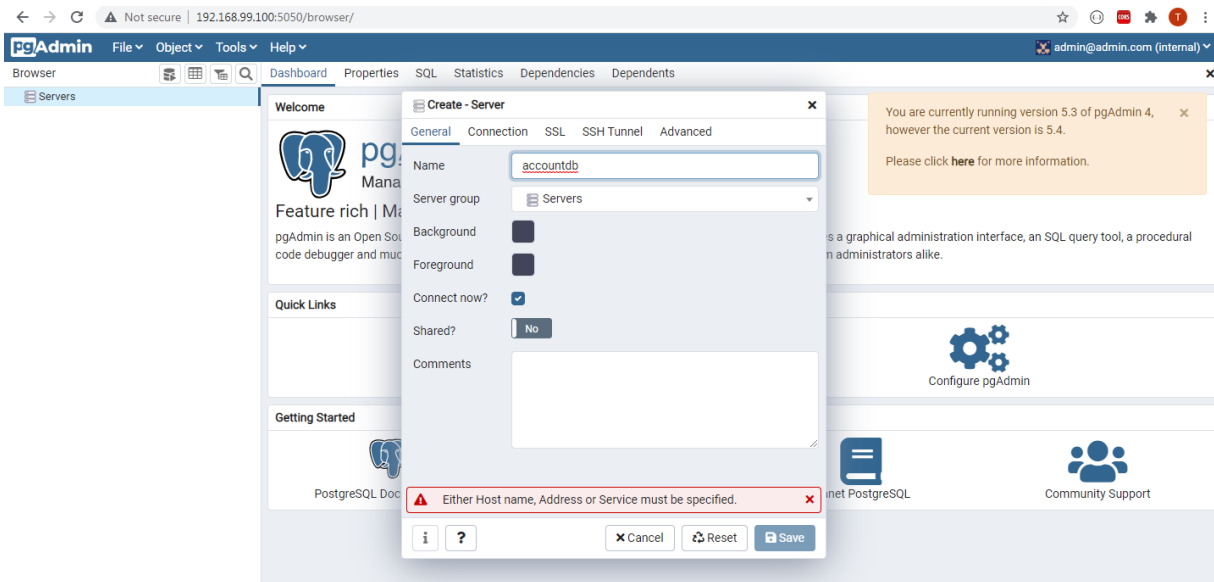 Not secure | 192.168.99.100:5050/browser/
CORS
T
pgAdmin File Object Tools Help admin@admin.com (internal)
Browser Dashboard Properties SQL Statistics Dependencies Dependents
Servers
Welcome
pg
Mana
Feature rich | Ma
pgAdmin is an Open Sou
s a graphical administration interface, an SQL query tool, a procedural
code debugger and muc
administrators alike.
Quick Links
Configure pgAdmin
Getting Started
PostgreSQL Doc
net PostgreSQL
Community Support
Create - Server
General Connection SSL SSH Tunnel Advanced
Name accountdb
Server group Servers
Background
Foreground
Connect now?
Shared? No
Comments
Either Host name, Address or Service must be specified.
i ? Cancel Reset Save
You are currently running version 5.3 of pgAdmin 4,
however the current version is 5.4.
Please click here for more information.